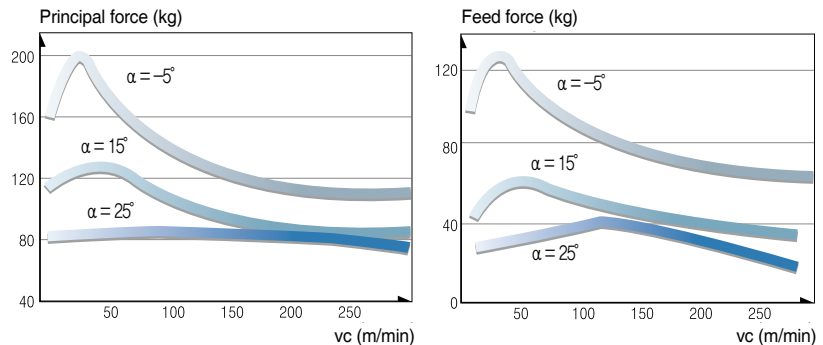 Principal force (kg)
200
160
120
80
40
α = –5°
α = 15°
α = 25°
50 100 150 200 250
vc (m/min)
Feed force (kg)
120
80
40
0
α = –5°
α = 15°
α = 25°
50 100 150 200 250
vc (m/min)